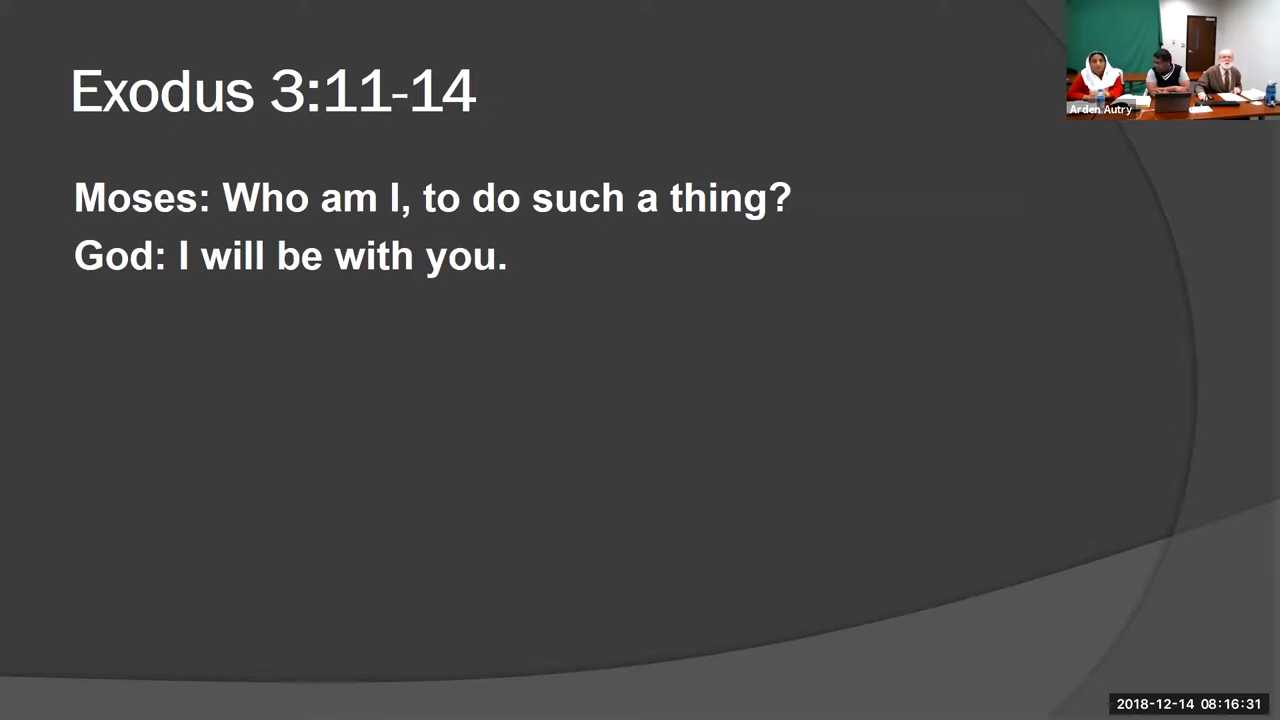 Exodus 3:11-14
Arden Autry
Moses: Who am I, to do such a thing?
God: I will be with you.
2018-12-14 08:16:31